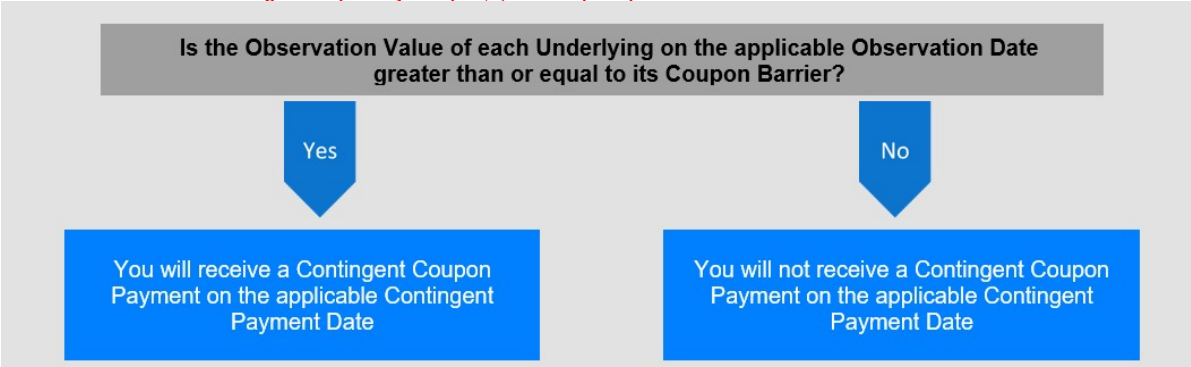 Is the Observation Value of each Underlying on the applicable Observation Date
greater than or equal to its Coupon Barrier?
Yes
No
You will receive a Contingent Coupon
Payment on the applicable Contingent
Payment Date
You will not receive a Contingent Coupon
Payment on the applicable Contingent
Payment Date